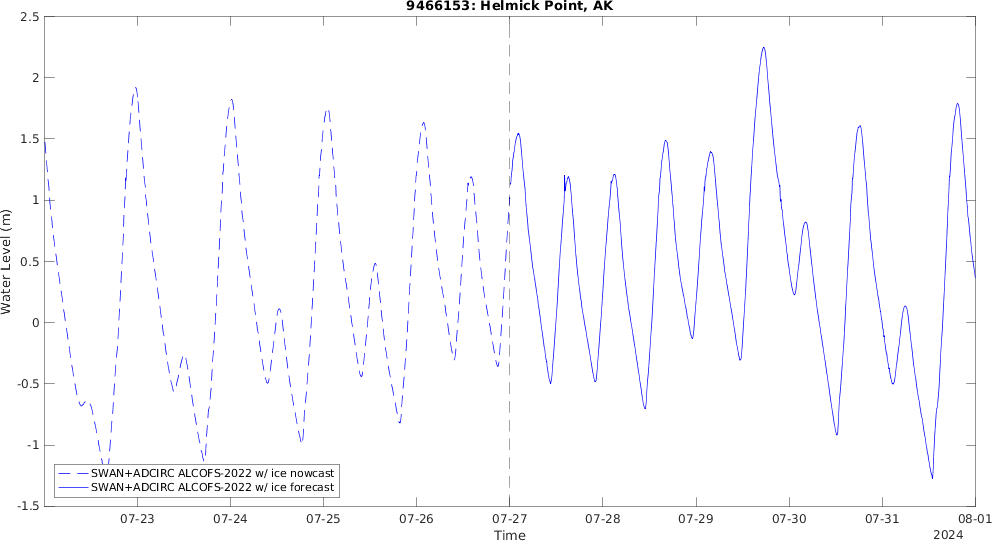 9466153: Helmick Point, AK
2.5
2
1.5
1
0.5
0
-0.5
-1
-1.5
Water Level (m)
SWAN+ADCIRC ALCOFS-2022 w/ ice nowcast
SWAN+ADCIRC ALCOFS-2022 w/ ice forecast
07-23 07-24 07-25 07-26 07-27 07-28 07-29 07-30 07-31 08-01
Time
2024